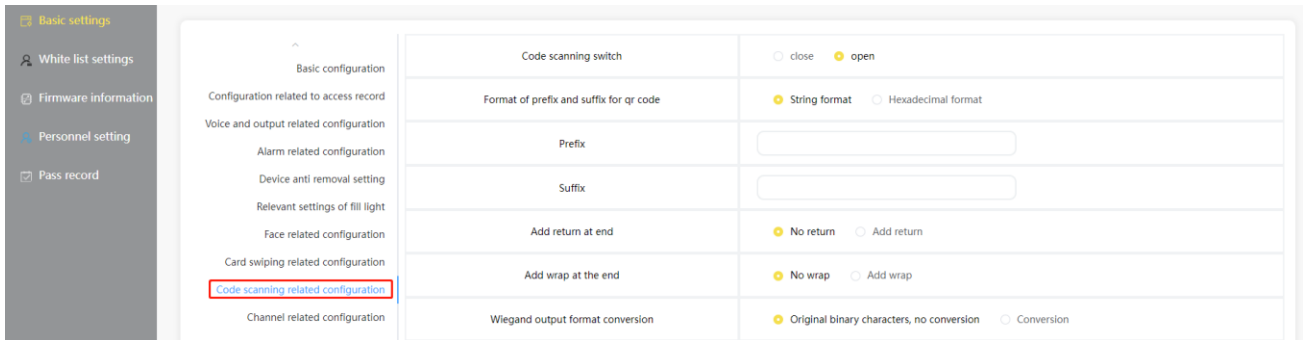 Basic settings
White list settings
Firmware information
Personnel setting
Pass record
Basic configuration
Configuration related to access record
Voice and output related configuration
Alarm related configuration
Device anti removal setting
Relevant settings of fill light
Face related configuration
Card swiping related configuration
Code scanning related configuration
Channel related configuration
Code scanning switch close open
Format of prefix and suffix for qr code String format Hexadecimal format
Prefix
Suffix
Add return at end No return Add return
Add wrap at the end No wrap Add wrap
Wiegand output format conversion Original binary characters, no conversion Conversion